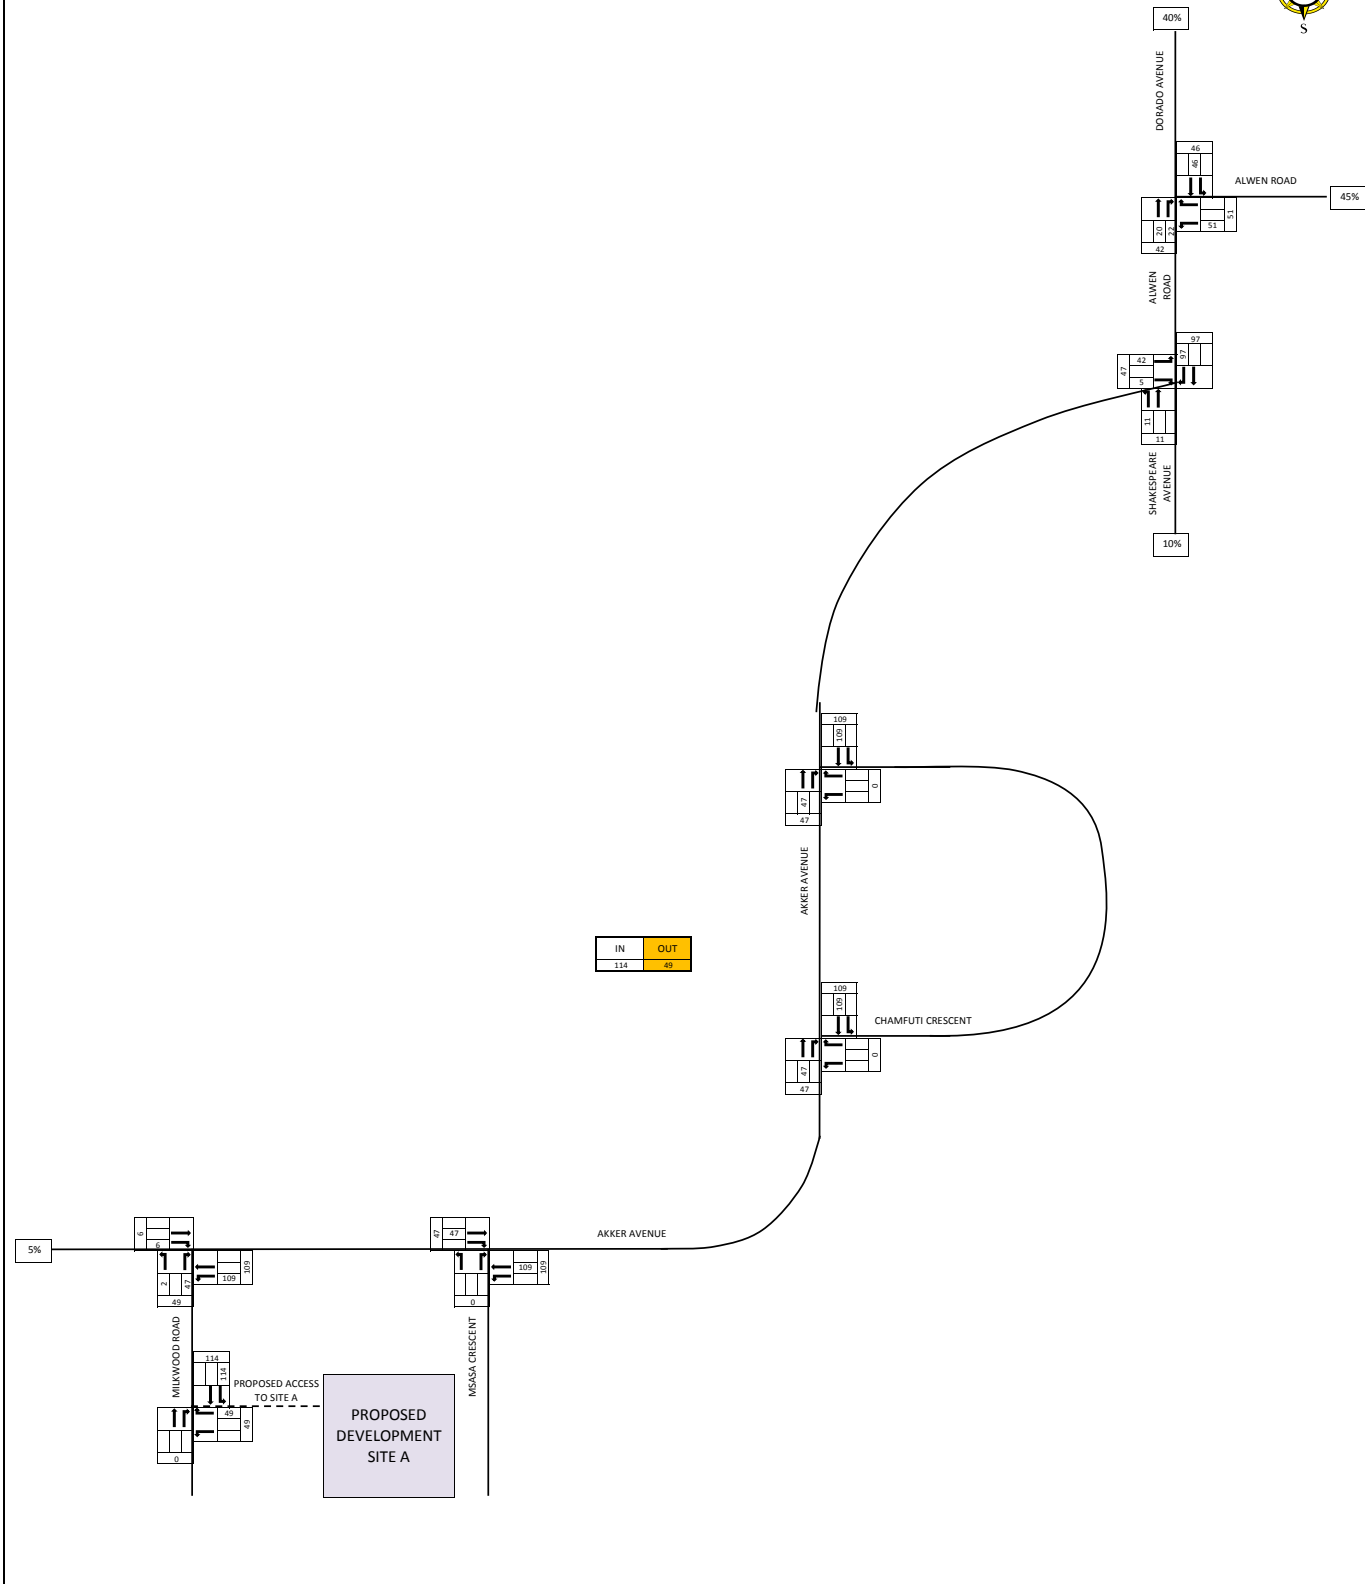 S
40%
DORADO AVENUE
46
46
ALWEN ROAD
45%
51
51
20
22
42
ALWEN
ROAD
97
97
42
47
5
11
11
SHAKESPEARE
AVENUE
10%
109
109
0
47
47
AKKER AVENUE
IN
OUT
114
49
109
109
CHAMFUTI CRESCENT
0
47
47
AKKER AVENUE
5%
6
6
109
109
2
47
49
47
47
109
109
0
MILKWOOD ROAD
MSASA CRESCENT
114
114
PROPOSED ACCESS
TO SITE A
49
49
0
PROPOSED
DEVELOPMENT
SITE A